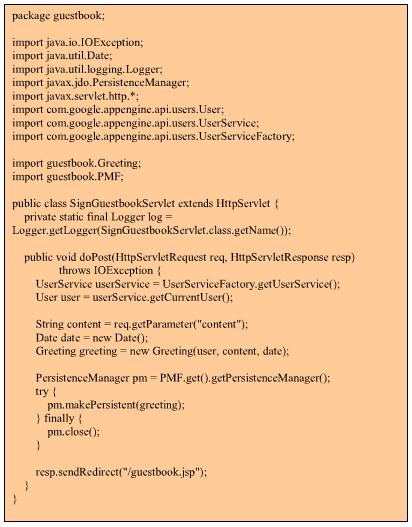 package guestbook;

import java.io.IOException;
import java.util.Date;
import java.util.logging.Logger;
import javax.jdo.PersistenceManager;
import javax.servlet.http.*;
import com.google.appengine.api.users.User;
import com.google.appengine.api.users.UserService;
import com.google.appengine.api.users.UserServiceFactory;

import guestbook.Greeting;
import guestbook.PMF;

public class SignGuestbookServlet extends HttpServlet {
    private static final Logger log =
Logger.getLogger(SignGuestbookServlet.class.getName());

    public void doPost(HttpServletRequest req, HttpServletResponse resp)
                throws IOException {
        UserService userService = UserServiceFactory.getUserService();
        User user = userService.getCurrentUser();

        String content = req.getParameter("content");
        Date date = new Date();
        Greeting greeting = new Greeting(user, content, date);

        PersistenceManager pm = PMF.get().getPersistenceManager();
        try {
            pm.makePersistent(greeting);
        } finally {
            pm.close();
        }

        resp.sendRedirect("/guestbook.jsp");
    }
}